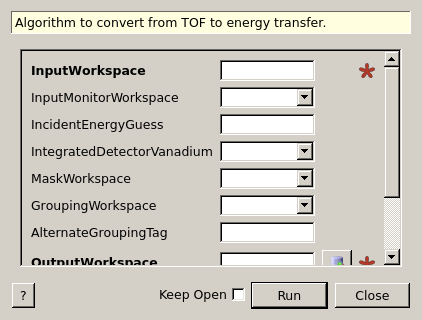 Algorithm to convert from TOF to energy transfer.
InputWorkspace
InputMonitorWorkspace
IncidentEnergyGuess
IntegratedDetectorVanadium
MaskWorkspace
GroupingWorkspace
AlternateGroupingTag
OutputWorkspace
? Keep Open Run Close